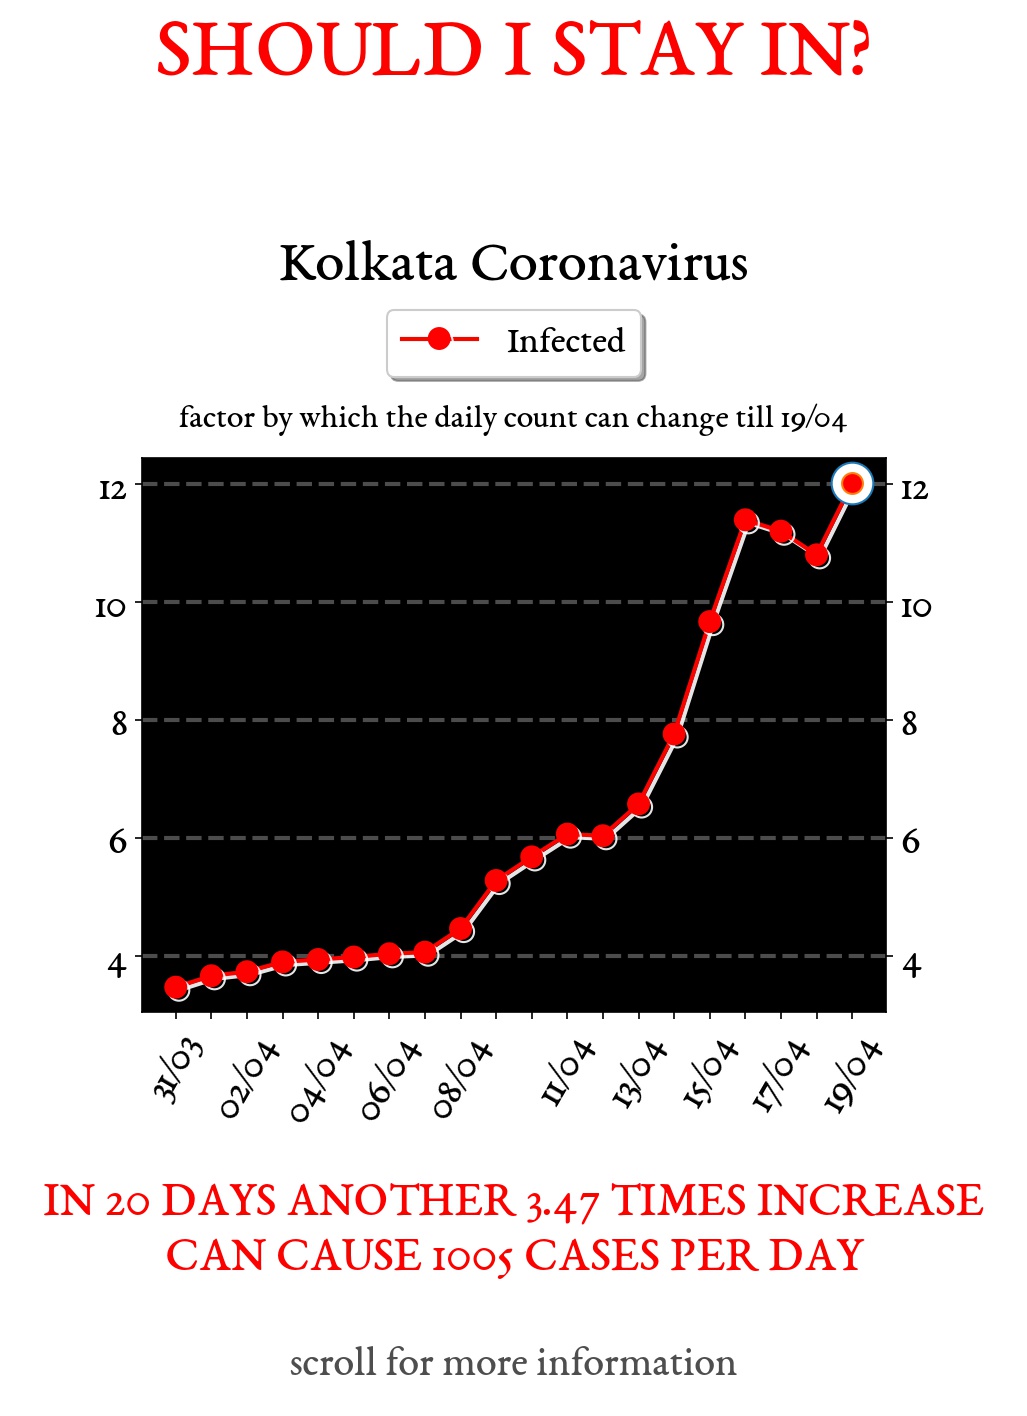 SHOULD I STAY IN?
Kolkata Coronavirus
Infected
factor by which the daily count can change till 19/04
12 12
10 10
8 8
6 6
4 4
31/03 02/04 04/04 06/04 08/04 11/04 13/04 15/04 17/04 19/04
IN 20 DAYS ANOTHER 3.47 TIMES INCREASE
CAN CAUSE 1005 CASES PER DAY
scroll for more information